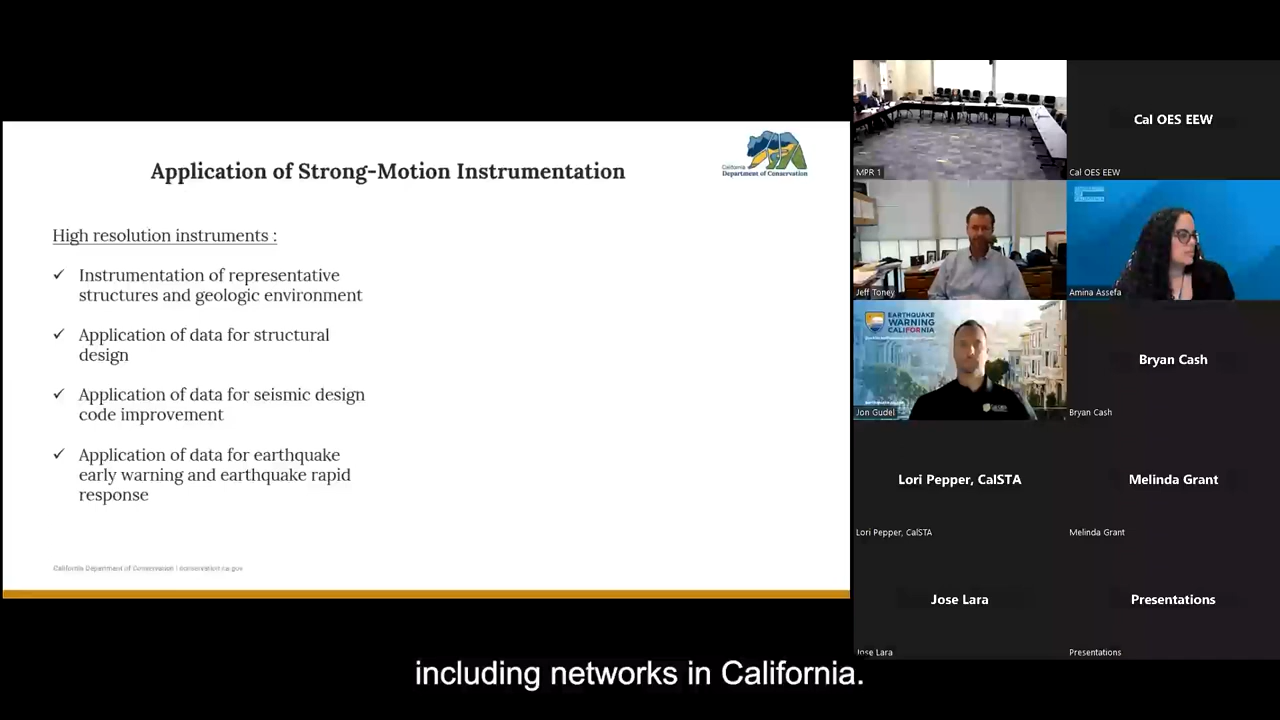 Application of Strong-Motion Instrumentation
California
Department of Conservation
High resolution instruments :
✓ Instrumentation of representative
structures and geologic environment
✓ Application of data for structural
design
✓ Application of data for seismic design
code improvement
✓ Application of data for earthquake
early warning and earthquake rapid
response
California Department of Conservation | conservation.ca.gov
MPR 1
Cal OES EEW
Cal OES EEW
Jeff Toney
Amina Assefa
EARTHQUAKE
WARNING
CALIFORNIA
Jon Gudel
Bryan Cash
Bryan Cash
Lori Pepper, CalSTA
Lori Pepper, CalSTA
Melinda Grant
Melinda Grant
Jose Lara
Jose Lara
Presentations
Presentations
including networks in California.